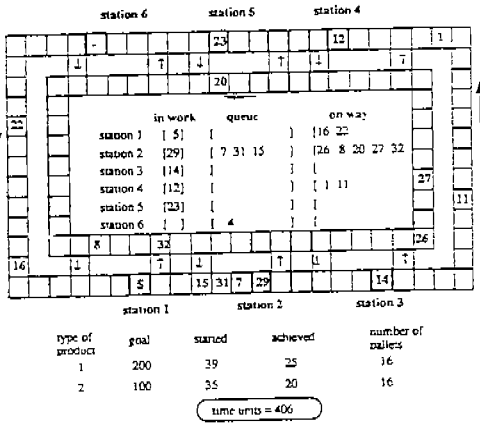 station 6 station 5 station 4
23 12 1
↓ ↑ ↓ ↑ ↓ ↑
20
22
in work queue on way
station 1 [ 5] [ ] [16 22
station 2 [29] [ 7 31 15 ] [26 8 20 27 32
station 3 [14] [ ] [
station 4 [12] [ ] [ 1 11
station 5 [23] [ ] [
station 6 [ ] [ 4 ] [
27
11
8 32 26
16 ↓ ↑ ↓ ↑ ↓ ↑
5 15 31 7 29 14
station 1 station 2 station 3
type of product goal started achieved number of pallets
1 200 39 25 16
2 100 35 20 16
time units = 406